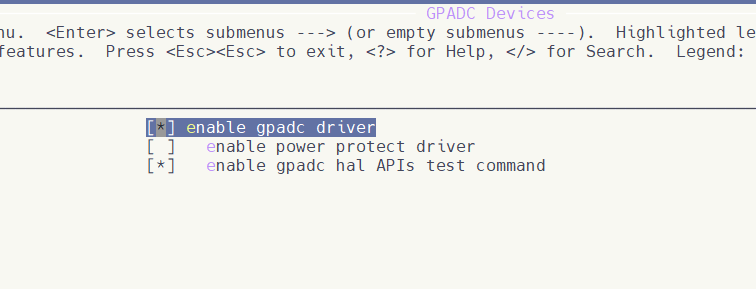 GPADC Devices
nu.  <Enter> selects submenus ---> (or empty submenus ----).  Highlighted le
features.  Press <Esc><Esc> to exit, <?> for Help, </> for Search.  Legend:
[*] enable gpadc driver
[ ]   enable power protect driver
[*]   enable gpadc hal APIs test command